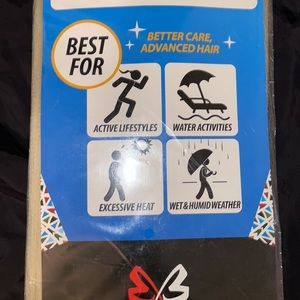 BEST
FOR
BETTER CARE,
ADVANCED HAIR
ACTIVE LIFESTYLES
WATER ACTIVITIES
EXCESSIVE HEAT
WET & HUMID WEATHER